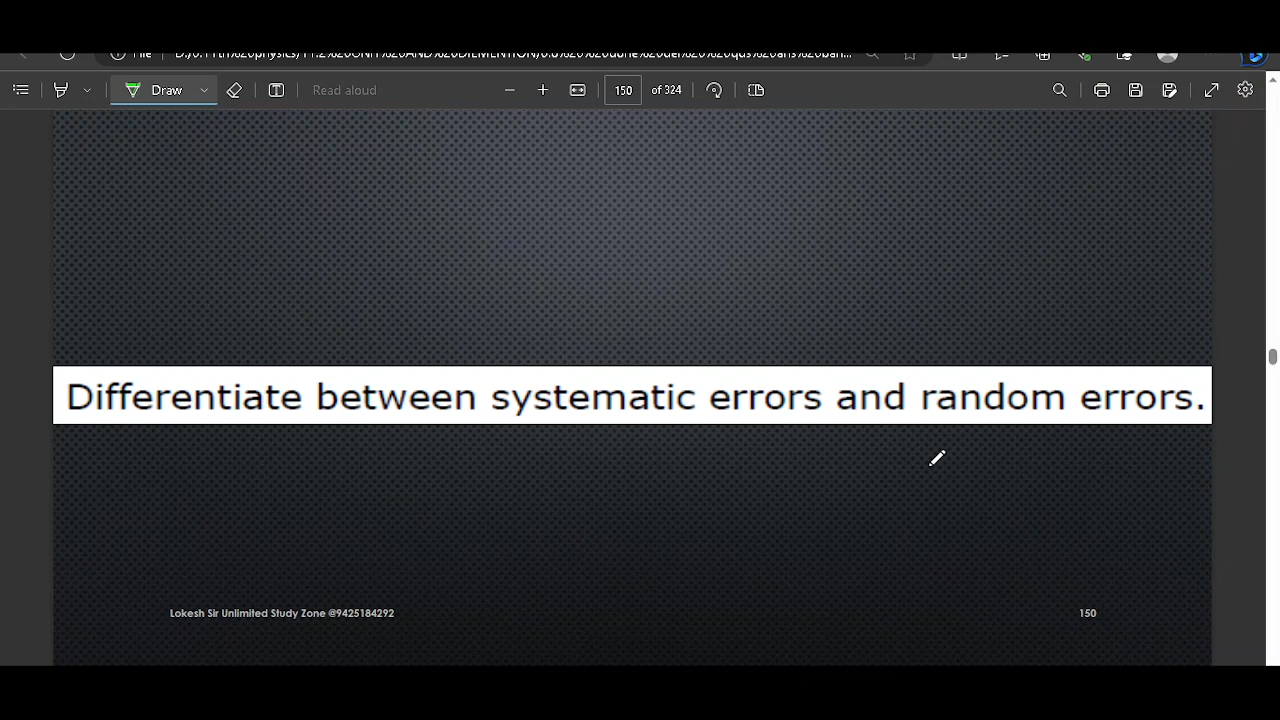 Draw
Read aloud
150
of 324
Differentiate between systematic errors and random errors.
Lokesh Sir Unlimited Study Zone @9425184292
150